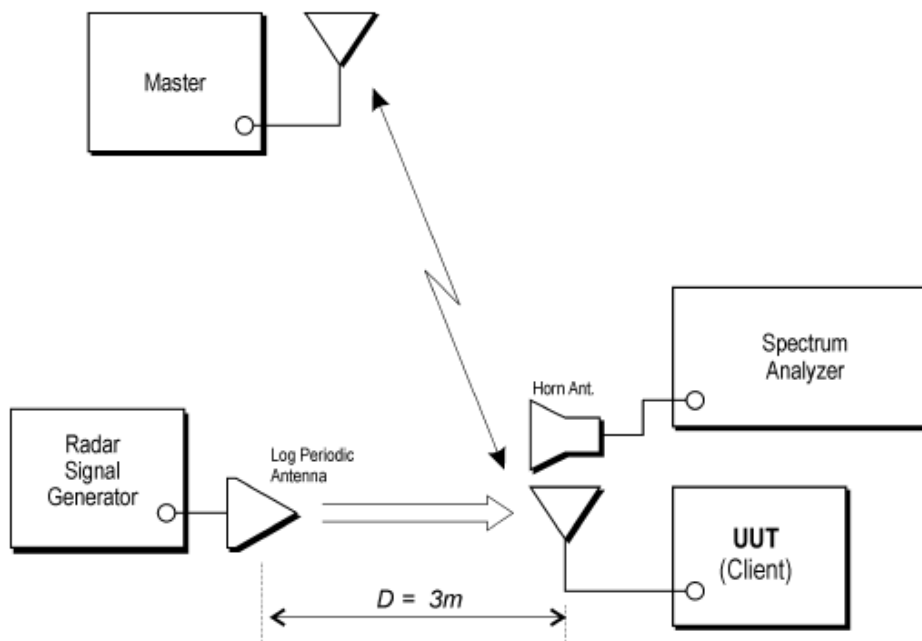 Master
Spectrum
Analyzer
Horn Ant.
Radar
Signal
Generator
Log Periodic
Antenna
UUT
(Client)
D = 3m